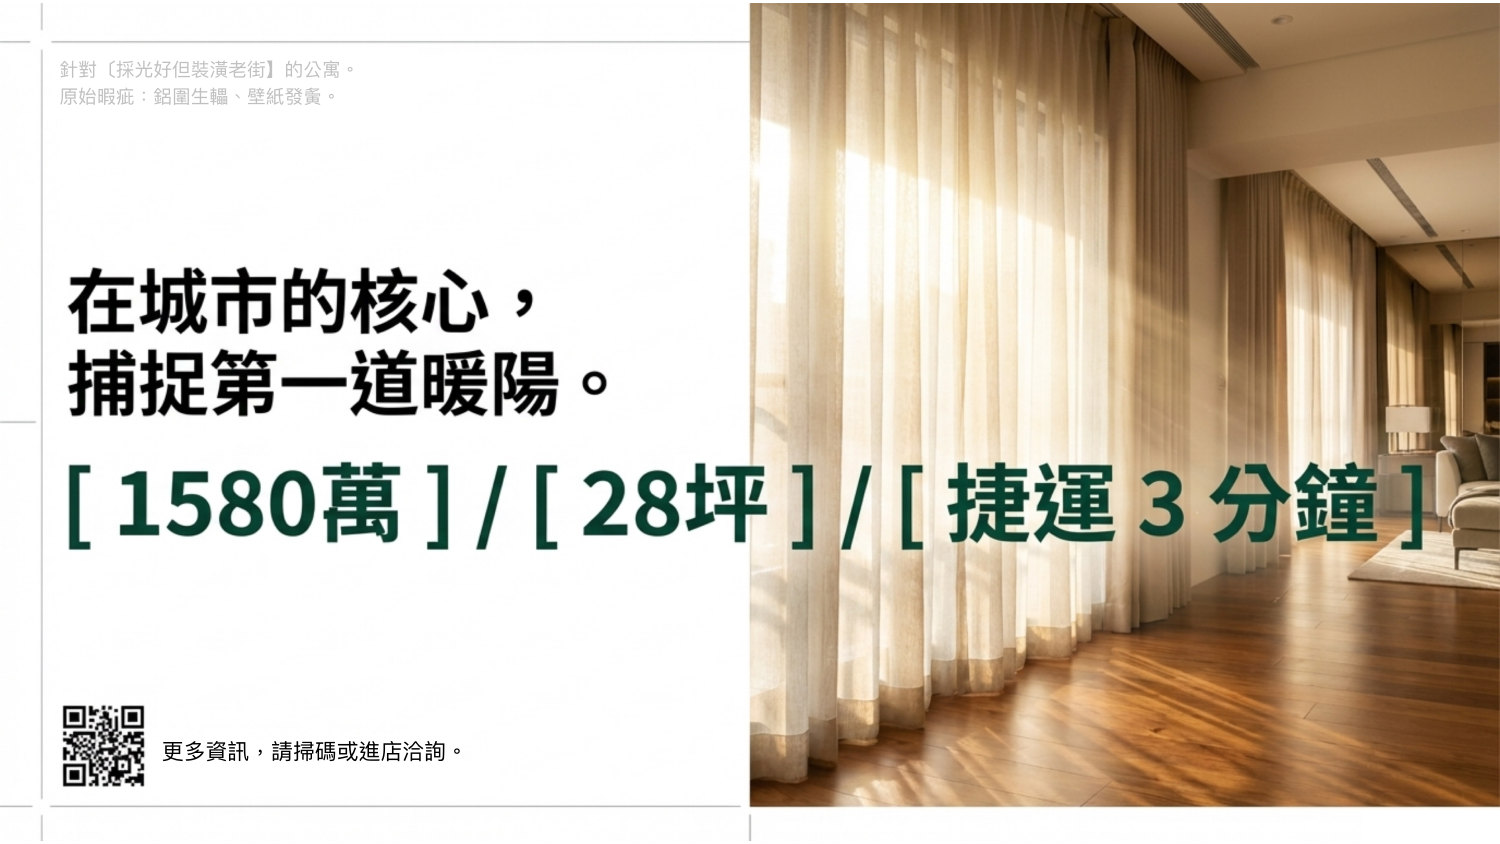 針對〔採光好但裝潢老街】的公寓。
原始暇疵：鋁圍生轠、壁紙發夤。
在城市的核心，
捕捉第一道暖陽。
[ 1580萬 ] / [ 28坪 ] / [ 捷運 3 分鐘 ]
更多資訊，請掃碼或進店洽詢。